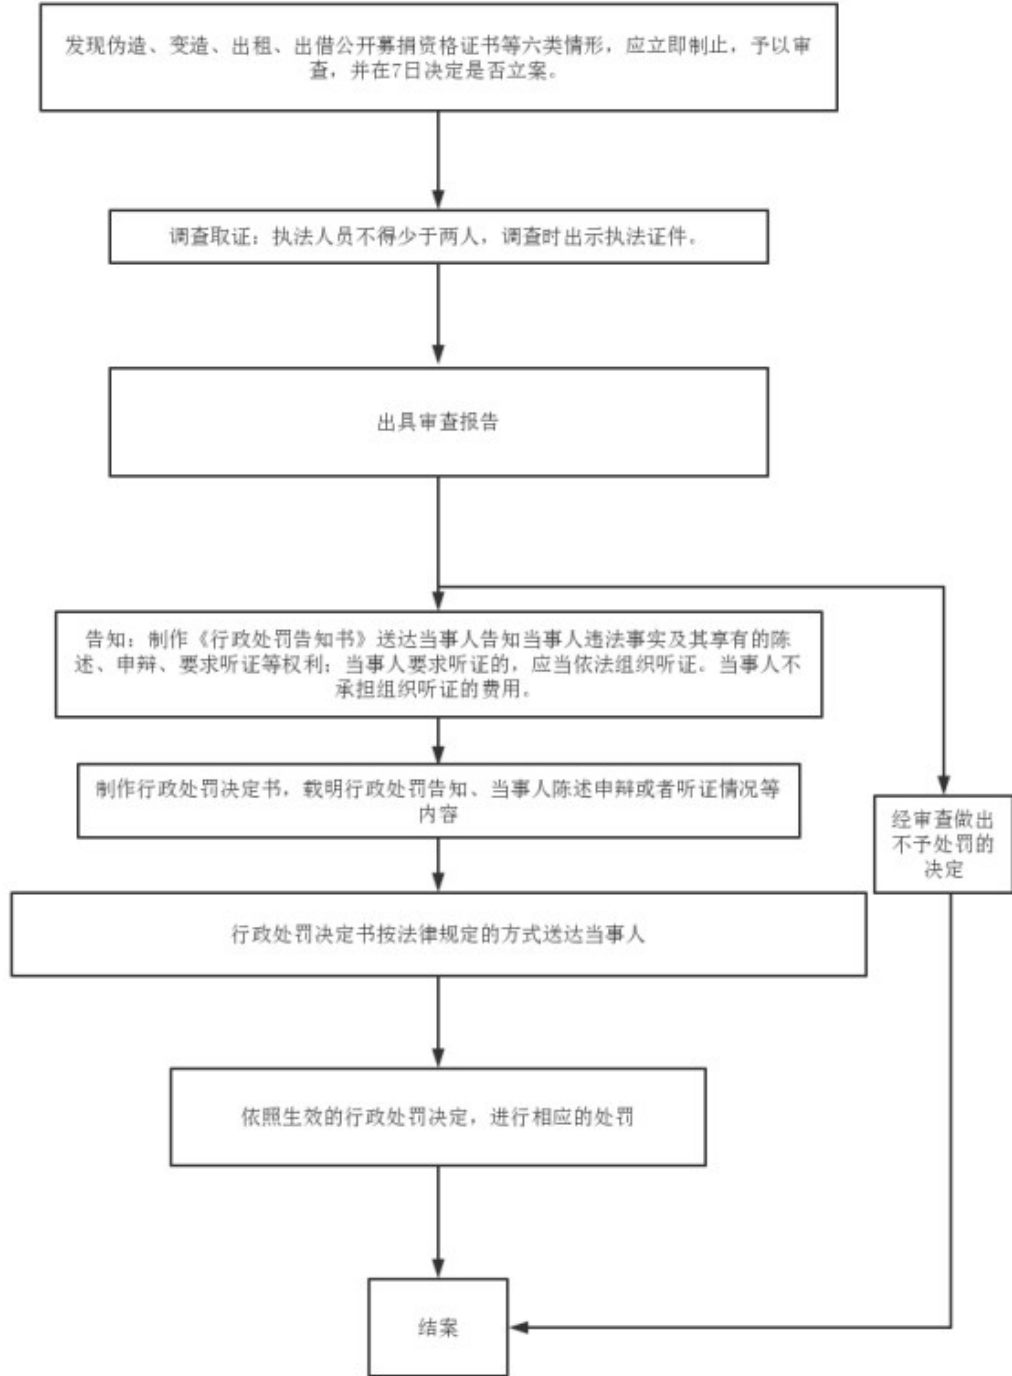 发现伪造、变造、出租、出借公开募捐资格证书等六类情形，应立即制止，予以审
查，并在7日决定是否立案。
调查取证：执法人员不得少于两人，调查时出示执法证件。
出具审查报告
告知：制作《行政处罚告知书》送达当事人告知当事人违法事实及其享有的陈
述、申辩、要求听证等权利；当事人要求听证的，应当依法组织听证。当事人不
承担组织听证的费用。
制作行政处罚决定书，载明行政处罚告知、当事人陈述申辩或者听证情况等
内容
经审查做出
不予处罚的
决定
行政处罚决定书按法律规定的方式送达当事人
依照生效的行政处罚决定，进行相应的处罚
结案